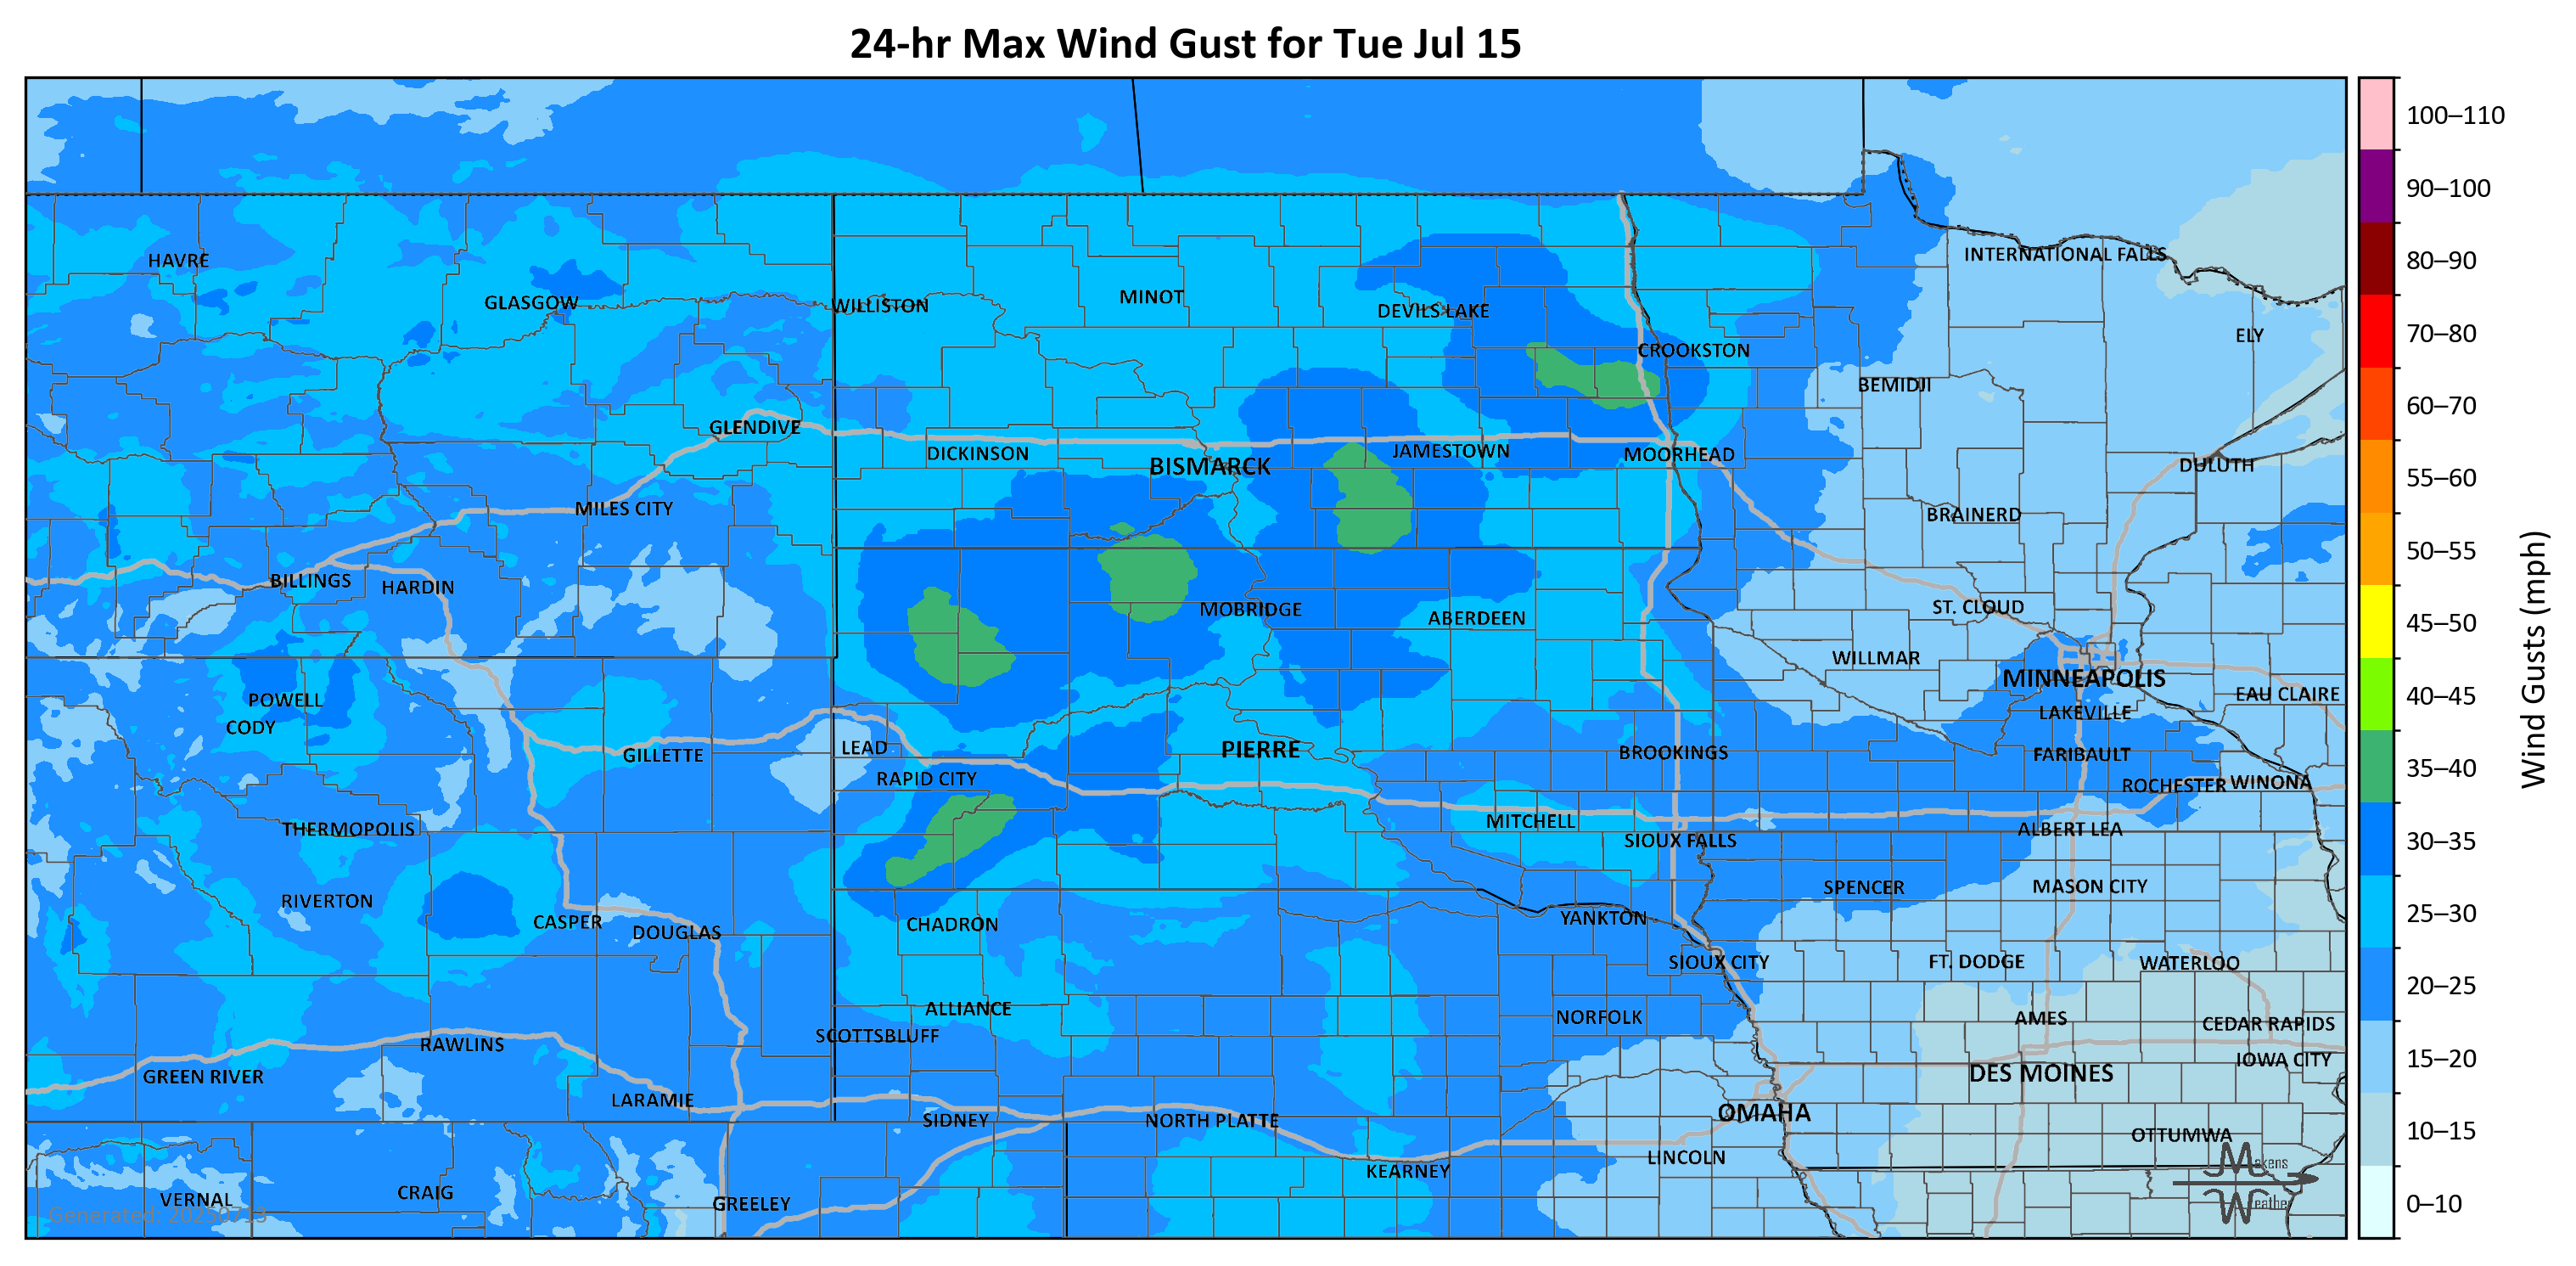 24-hr Max Wind Gust for Tue Jul 15
100–110
90–100
80–90
70–80
60–70
55–60
50–55
45–50
40–45
35–40
30–35
25–30
20–25
15–20
10–15
0–10
Wind Gusts (mph)
HAVRE
GLASGOW
WILLISTON
MINOT
DEVILS LAKE
INTERNATIONAL FALLS
ELY
CROOKSTON
BEMIDJI
GLENDIVE
DICKINSON
BISMARCK
JAMESTOWN
MOORHEAD
DULUTH
MILES CITY
BRAINERD
BILLINGS
HARDIN
MOBRIDGE
ABERDEEN
ST. CLOUD
WILLMAR
MINNEAPOLIS
EAU CLAIRE
POWELL
CODY
LAKEVILLE
GILLETTE
LEAD
PIERRE
BROOKINGS
FARIBAULT
RAPID CITY
ROCHESTER
WINONA
THERMOPOLIS
MITCHELL
SIOUX FALLS
ALBERT LEA
RIVERTON
SPENCER
MASON CITY
CASPER
DOUGLAS
CHADRON
YANKTON
SIOUX CITY
FT. DODGE
WATERLOO
ALLIANCE
NORFOLK
AMES
CEDAR RAPIDS
SCOTTSBLUFF
RAWLINS
IOWA CITY
GREEN RIVER
DES MOINES
LARAMIE
SIDNEY
NORTH PLATTE
OMAHA
OTTUMWA
KEARNEY
LINCOLN
VERNAL
CRAIG
GREELEY
Generated: 20250713
Makens
Weather